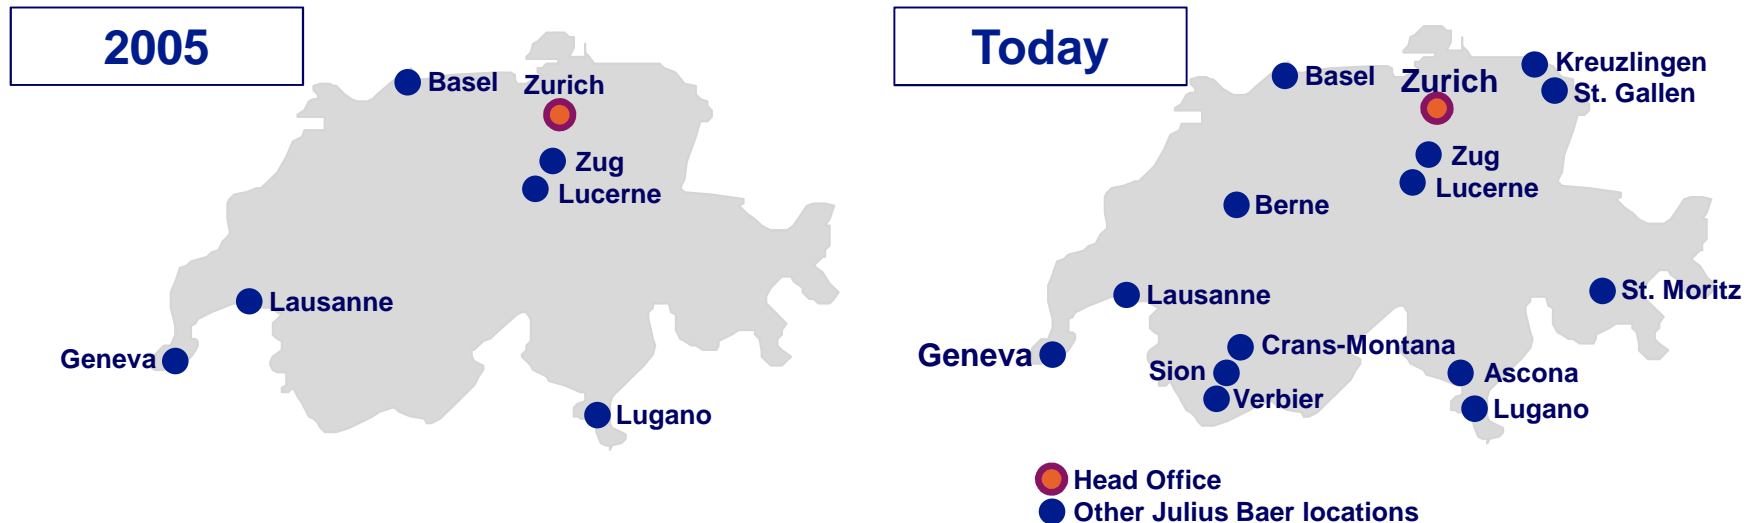 2005
Basel
Zurich
Zug
Lucerne
Lausanne
Geneva
Lugano
Today
Basel
Zurich
Kreuzlingen
St. Gallen
Zug
Lucerne
Berne
Lausanne
St. Moritz
Geneva
Crans-Montana
Sion
Verbier
Ascona
Lugano
Head Office
Other Julius Baer locations